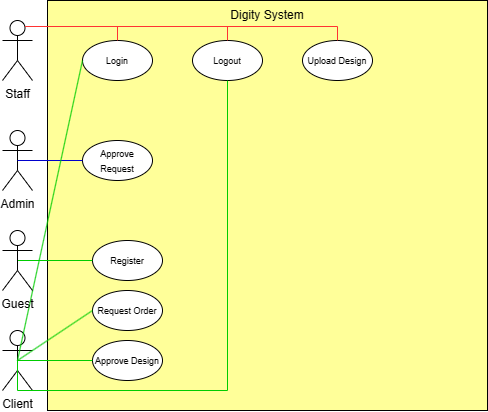 Digity System
Login
Logout
Upload Design
Staff
Approve
Request
Admin
Register
Guest
Request Order
Approve Design
Client